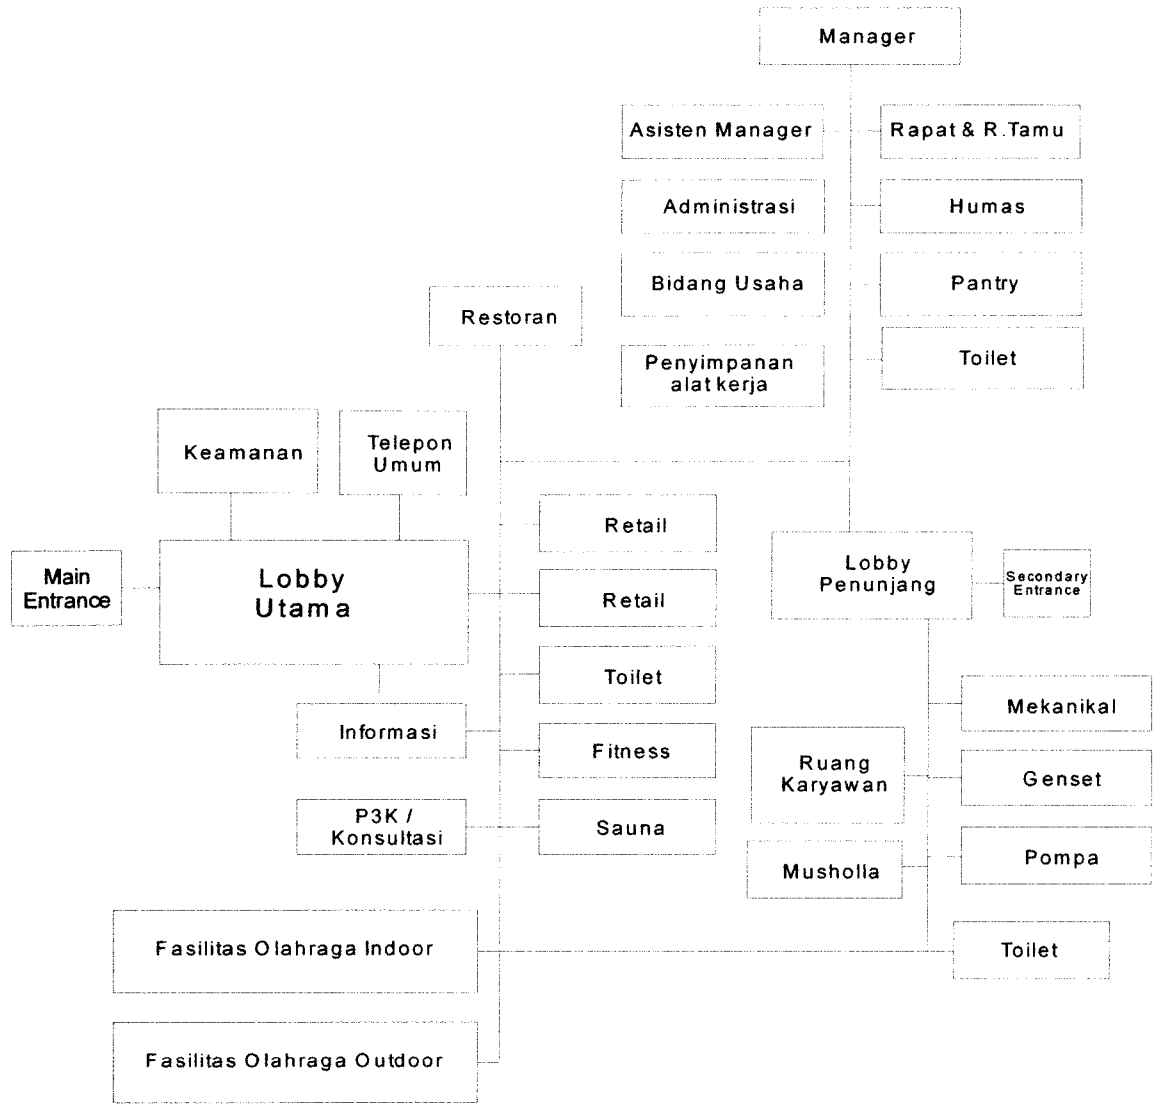 Manager
Asisten Manager
Rapat & R.Tamu
Administrasi
Humas
Bidang Usaha
Pantry
Restoran
Penyimpanan
alat kerja
Toilet
Keamanan
Telepon
Umum
Retail
Main
Entrance
Lobby
Utama
Retail
Lobby
Penunjang
Secondary
Entrance
Toilet
Informasi
Fitness
Mekanikal
Ruang
Karyawan
Genset
P3K /
Konsultasi
Sauna
Musholla
Pompa
Fasilitas Olahraga Indoor
Toilet
Fasilitas Olahraga Outdoor